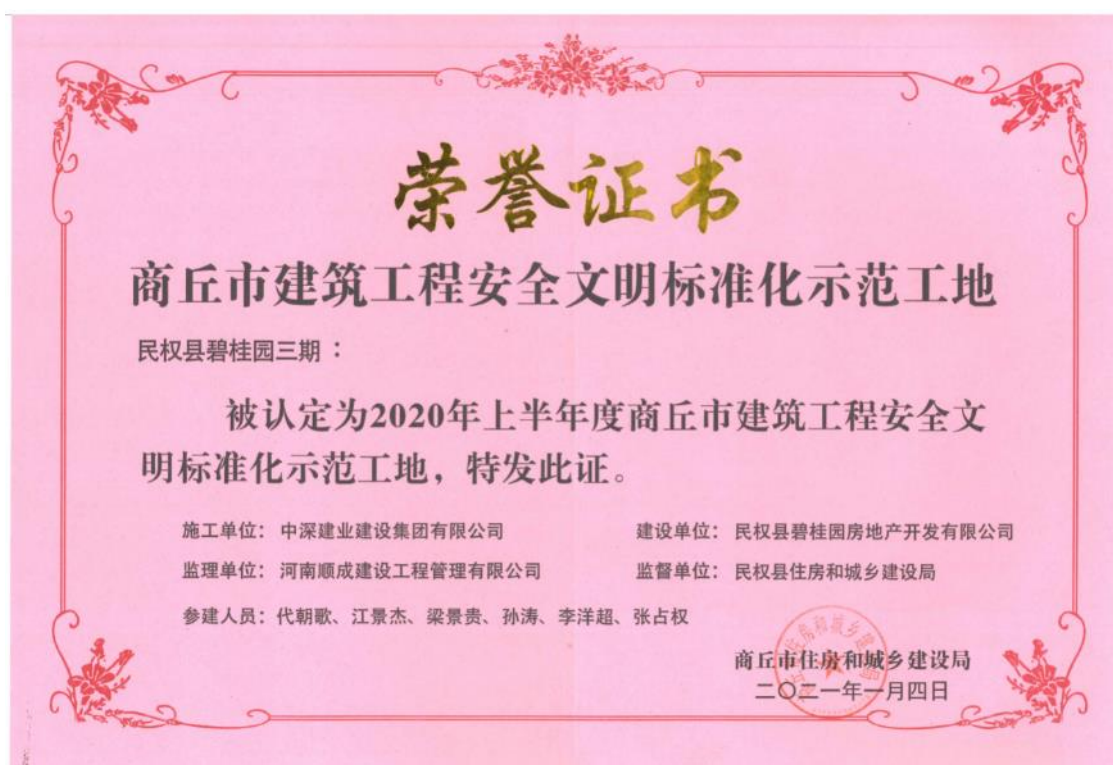 荣誉证书
商丘市建筑工程安全文明标准化示范工地
民权县碧桂园三期：
被认定为2020年上半年度商丘市建筑工程安全文
明标准化示范工地，特发此证。
施工单位：中深建业建设集团有限公司 建设单位：民权县碧桂园房地产开发有限公司
监理单位：河南顺成建设工程管理有限公司 监督单位：民权县住房和城乡建设局
参建人员：代朝歌、江景杰、梁景贵、孙涛、李洋超、张占权
商丘市住房和城乡建设局
二〇二一年一月四日